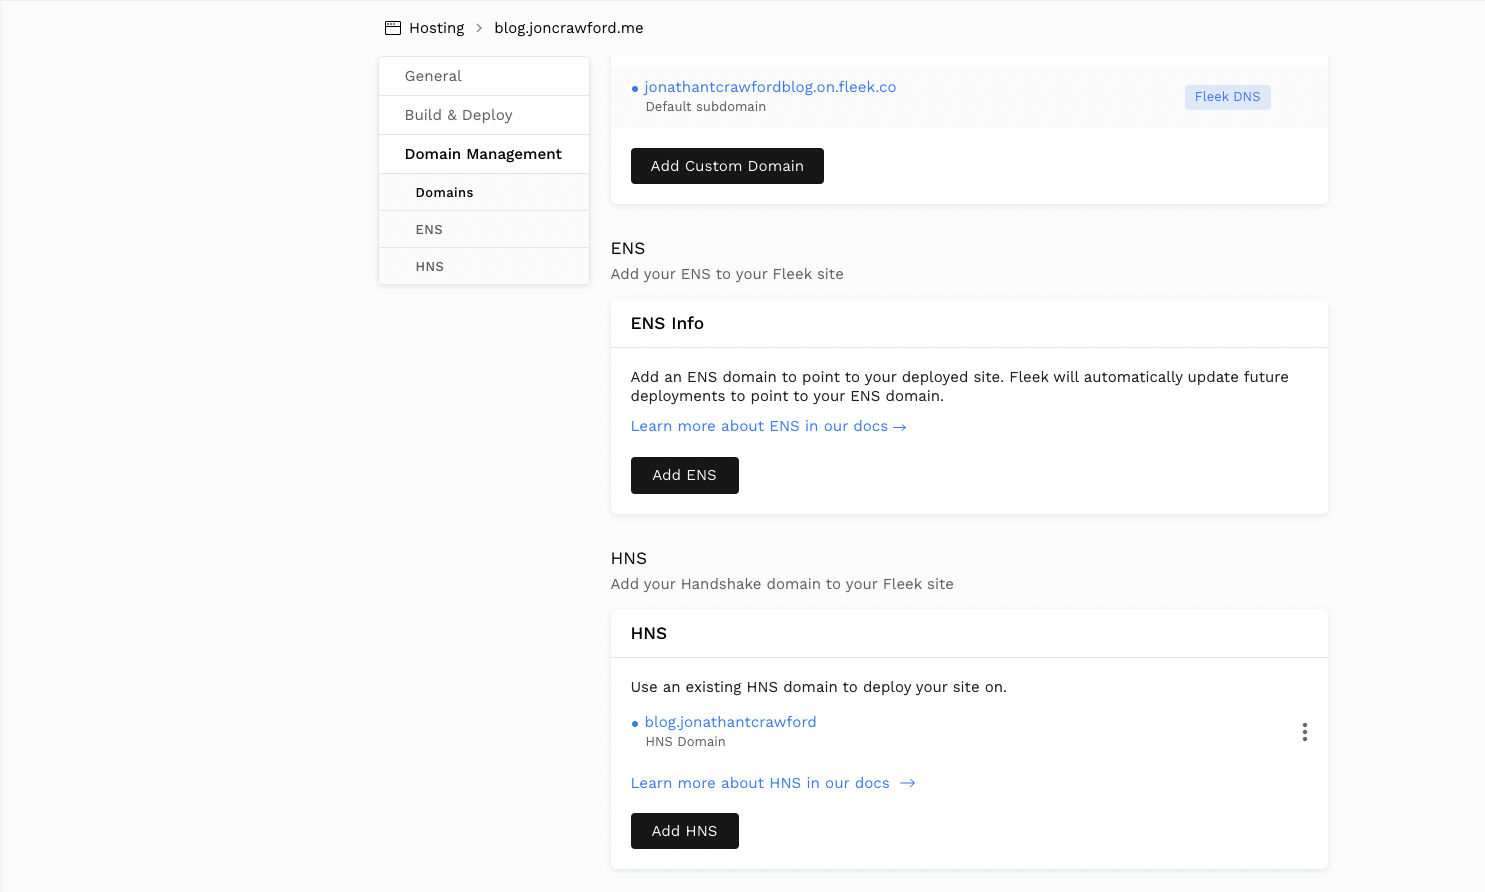 Hosting > blog.joncrawford.me
General
Build & Deploy
Domain Management
Domains
ENS
HNS
jonathantcrawfordblog.on.fleek.co
Default subdomain
Fleek DNS
Add Custom Domain
ENS
Add your ENS to your Fleek site
ENS Info
Add an ENS domain to point to your deployed site. Fleek will automatically update future
deployments to point to your ENS domain.
Learn more about ENS in our docs →
Add ENS
HNS
Add your Handshake domain to your Fleek site
HNS
Use an existing HNS domain to deploy your site on.
blog.jonathantcrawford
HNS Domain
Learn more about HNS in our docs →
Add HNS